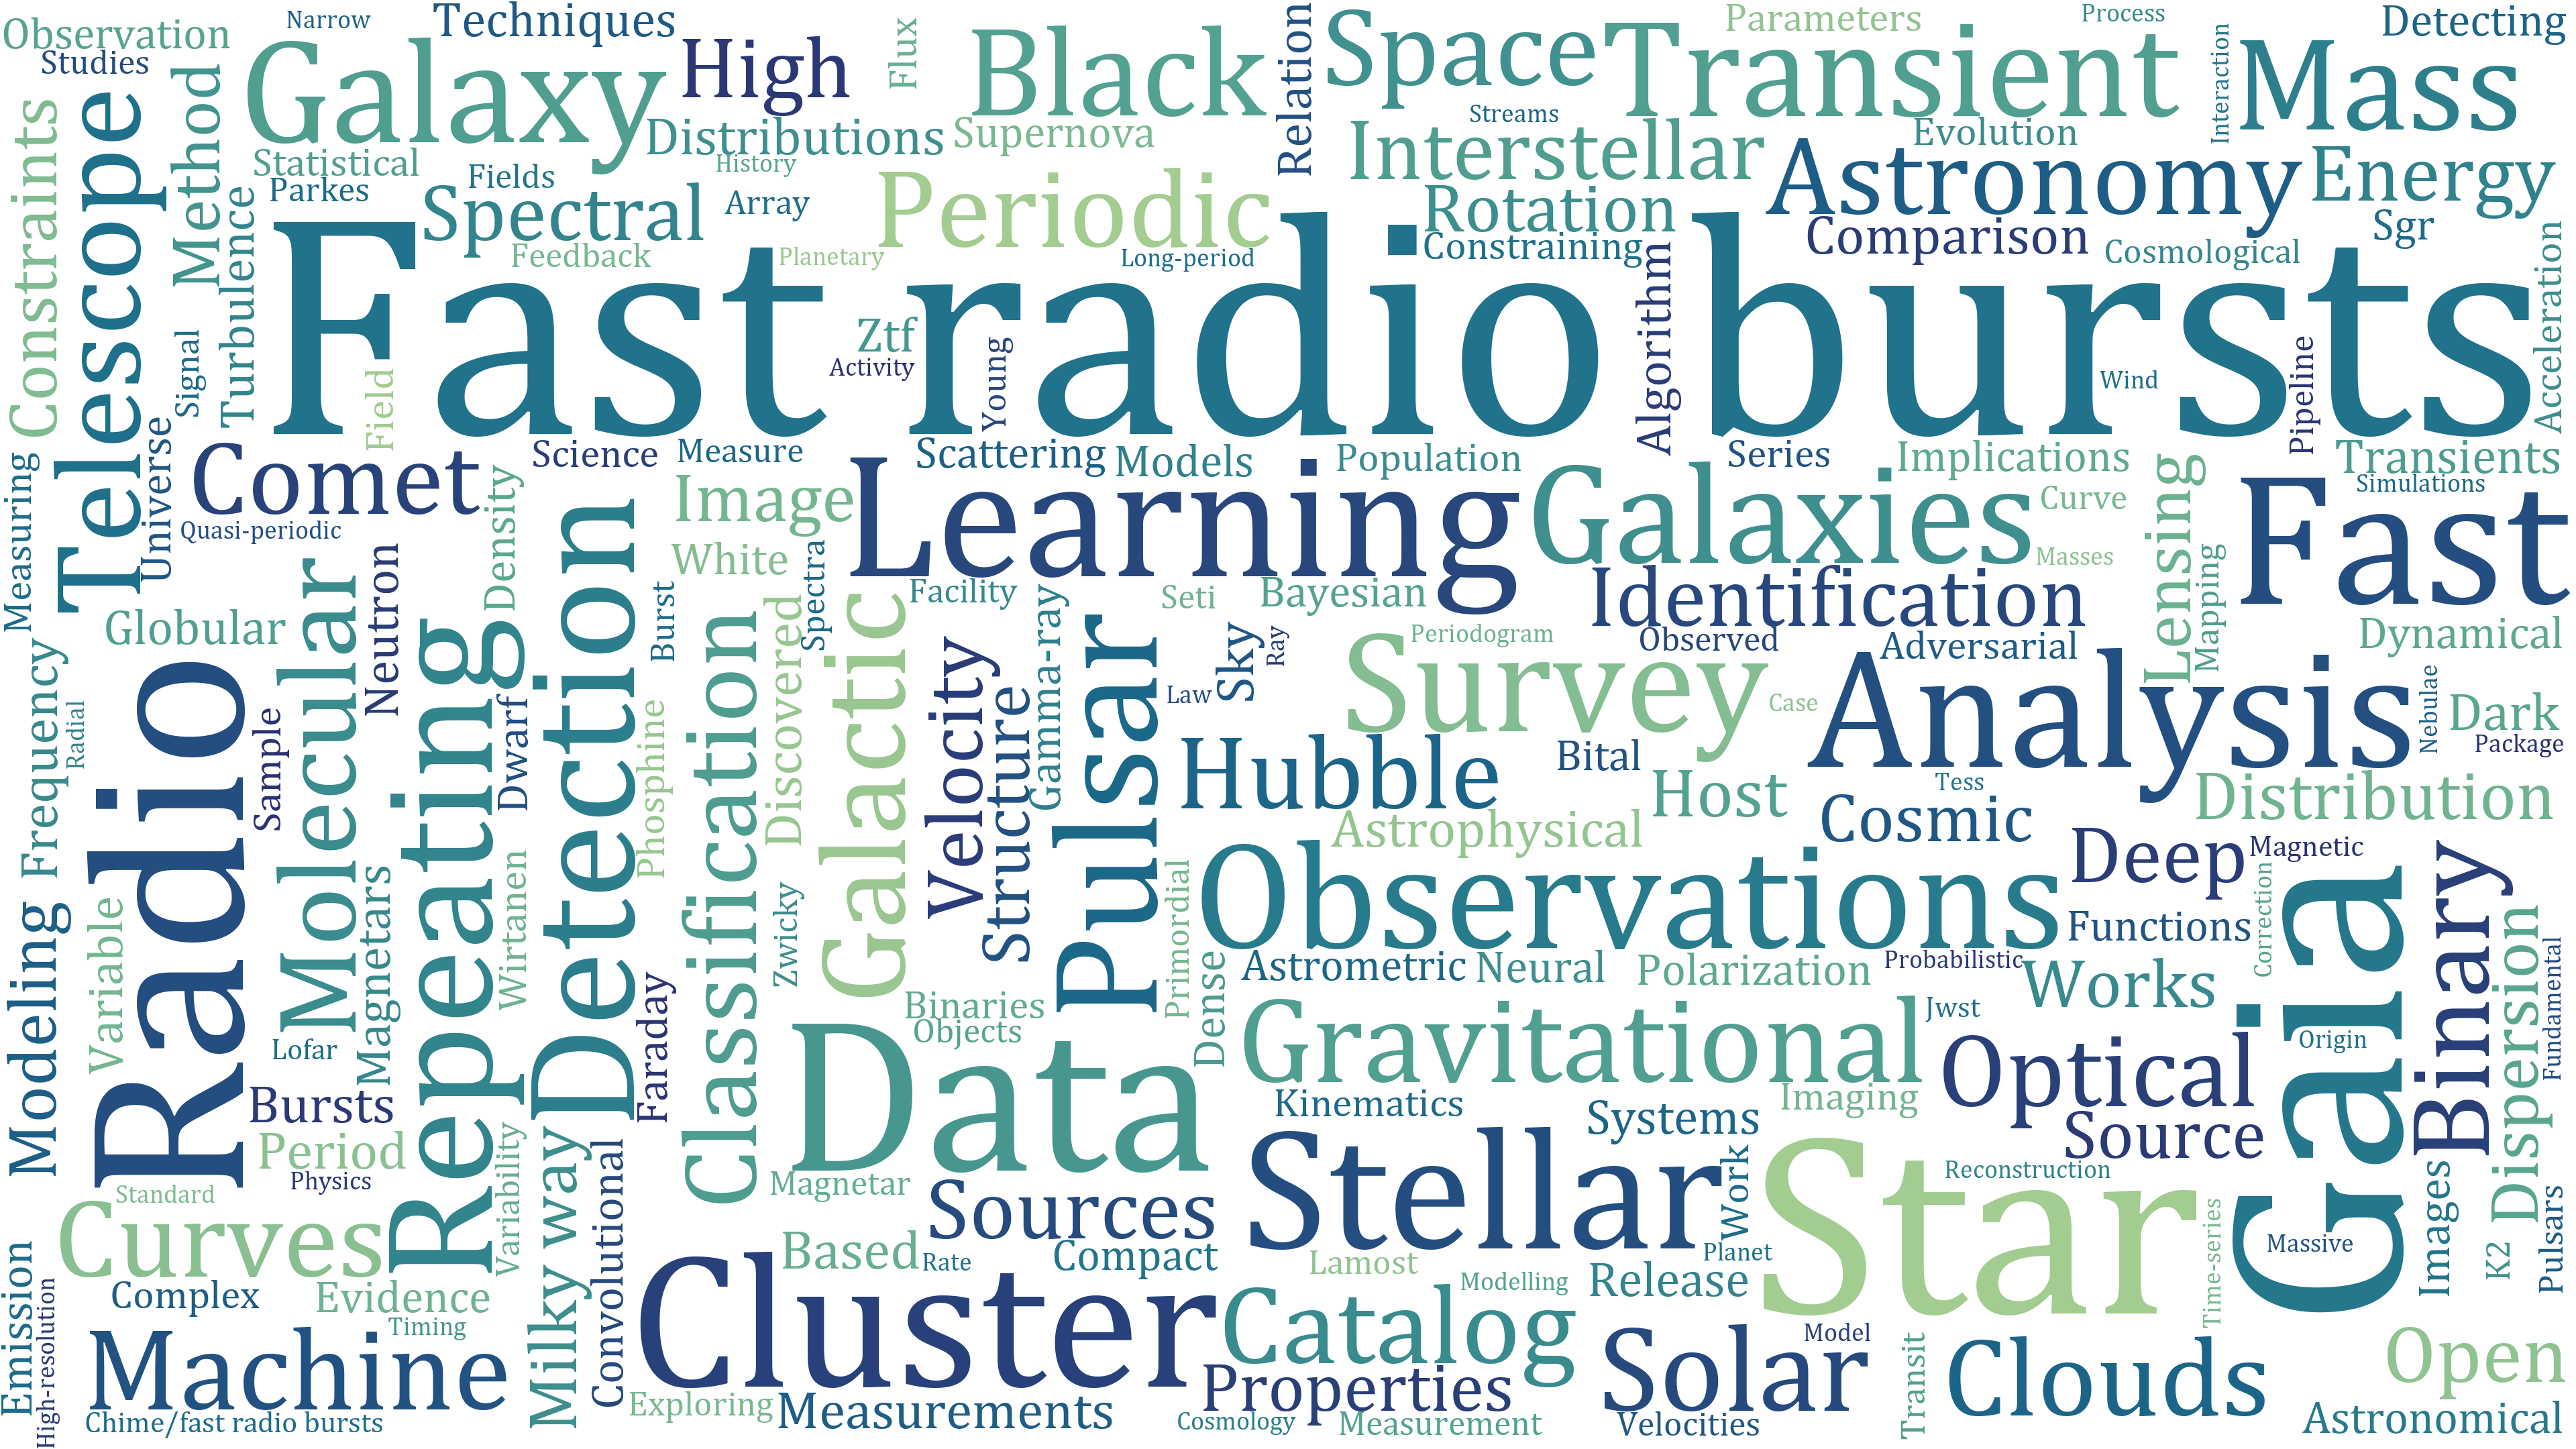 Observation
Narrow
Techniques
Studies
Galaxy
High
Flux
Black
Relation
Space
Transient
Parameters
Process
Interaction
Mass
Detecting
Constraints
Telescope
Method
Statistical
Distributions
Supernova
Streams
Interstellar
Evolution
Astronomy
Energy
Parkes
Fields
History
Array
Spectral
Periodic
Rotation
Comparison
Sgr
Turbulence
Feedback
Planetary
Long-period
Constraining
Cosmological
Acceleration
Fast radio bursts
Signal
Field
Ztf
Activity
Young
Algorithm
Wind
Pipeline
Universe
Comet
Science
Measure
Scattering
Models
Population
Series
Implications
Transients
Measuring
Quasi-periodic
Density
Image
Learning
Galaxies
Curve
Lensing
Simulations
Fast
White
Masses
Mapping
Globular
Molecular
Neutron
Detection
Burst
Spectra
Facility
Seti
Bayesian
Identification
Dynamical
Frequency
Radial
Radio
Sample
Repeating
Dwarf
Phosphine
Classification
Discovered
Galactic
Velocity
Structure
Gamma-ray
Pulsar
Law
Sky
Ray
Periodogram
Observed
Adversarial
Survey
Case
Analysis
Nebulae
Dark
Package
Hubble
Bital
Host
Tess
Cosmic
Distribution
Astrophysical
Deep
Magnetic
Modeling
Variable
Magnetars
Wirtanen
Zwicky
Primordial
Observations
Functions
Correction
Gaia
Binary
Lofar
Faraday
Dense
Astrometric
Neural
Polarization
Probabilistic
Works
Dispersion
Fundamental
Binaries
Objects
Data
Gravitational
Jwst
Origin
Bursts
Optical
Period
Physics
Milky way
Kinematics
Systems
Imaging
Source
Standard
Variability
Convolutional
Magnetar
Sources
Stellar
Work
Star
Reconstruction
Images
Pulsars
Curves
Based
Rate
Compact
Planet
Massive
K2
Time-series
Emission
High-resolution
Complex
Evidence
Cluster
Lamost
Modelling
Release
Timing
Machine
Catalog
Solar
Model
Transit
Clouds
Open
Exploring
Properties
Chime/fast radio bursts
Measurements
Cosmology
Measurement
Velocities
Astronomical